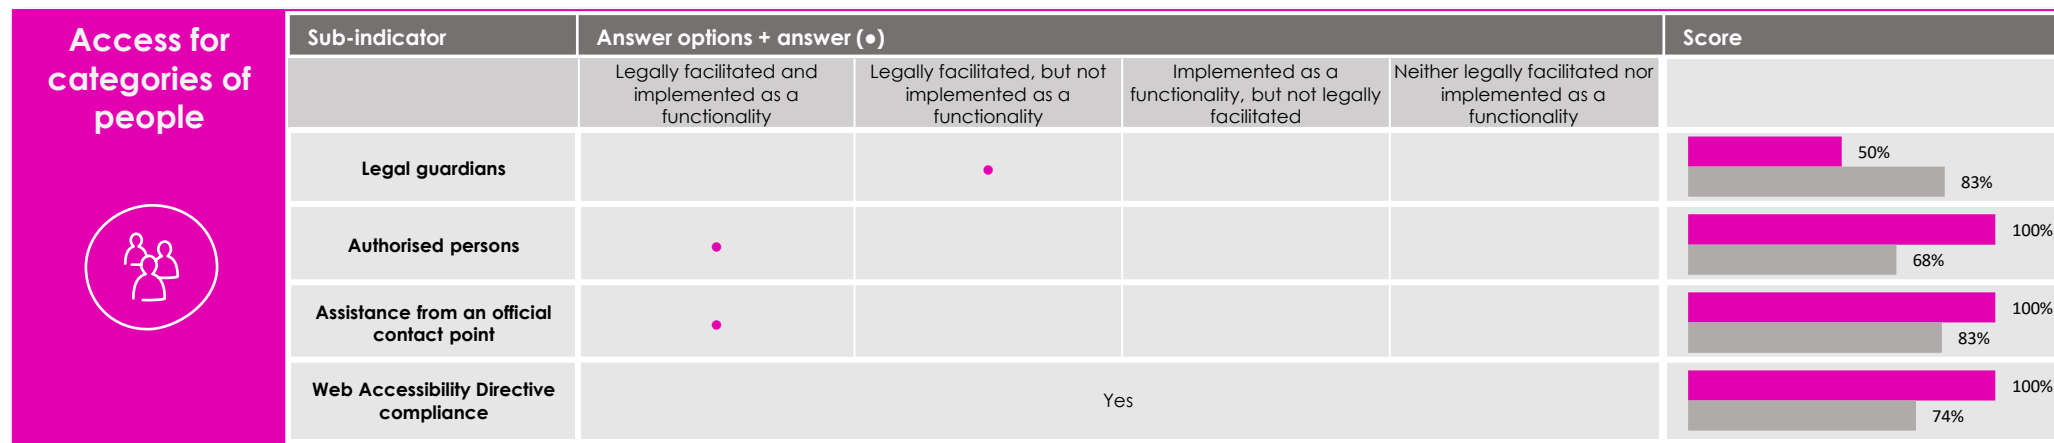 Access for
categories of
people
Sub-indicator
Answer options + answer (●)
Score
Legally facilitated and
implemented as a
functionality
Legally facilitated, but not
implemented as a
functionality
Implemented as a
functionality, but not legally
facilitated
Neither legally facilitated nor
implemented as a
functionality
Legal guardians
●
50%
83%
Authorised persons
●
100%
68%
Assistance from an official
contact point
●
100%
83%
Web Accessibility Directive
compliance
Yes
100%
74%